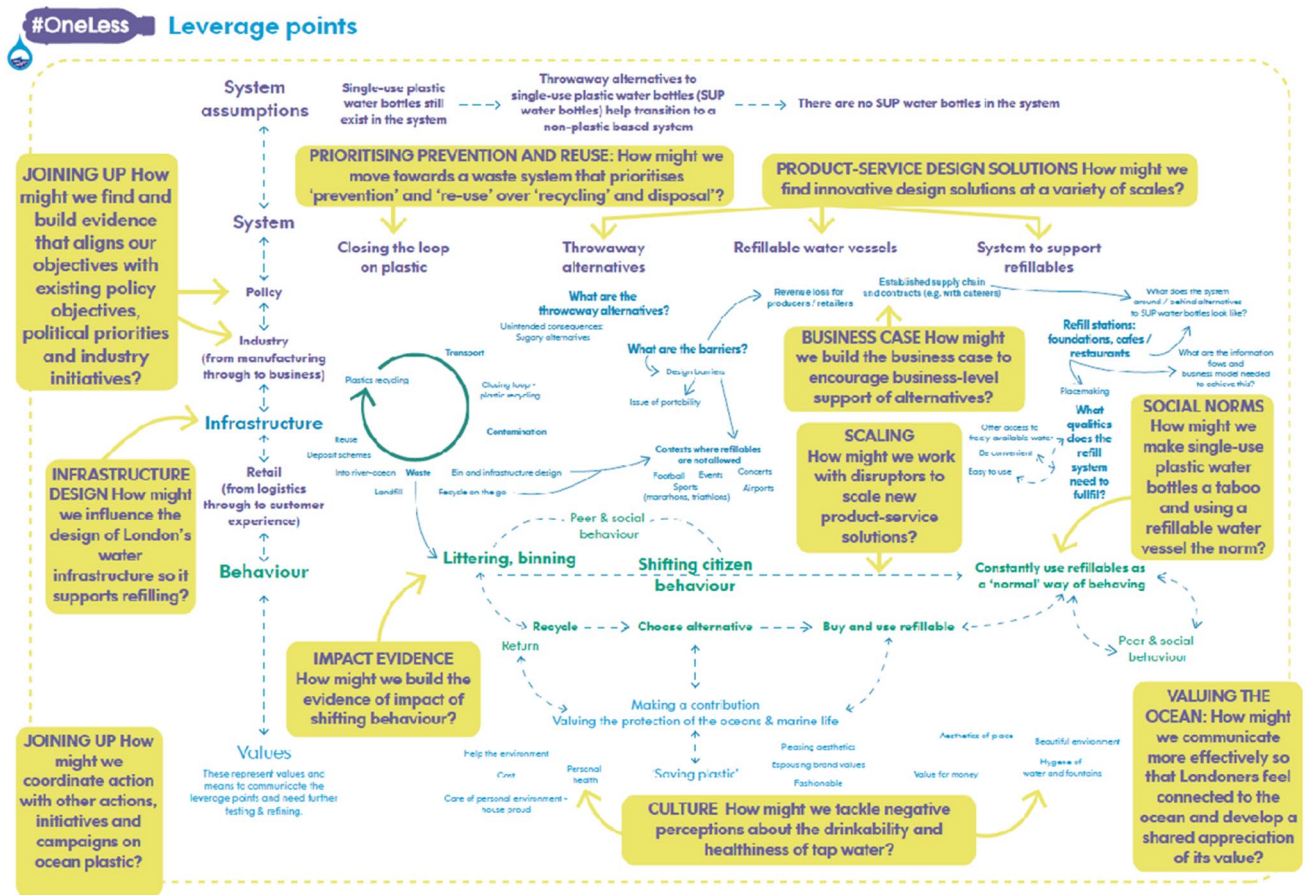 #OneLess
Leverage points
System
assumptions
Single-use plastic
water bottles still
exist in the system
Throwaway alternatives to
single-use plastic water bottles (SUP
water bottles) help transition to a
non-plastic based system
There are no SUP water bottles in the system
JOINING UP How
might we find and
build evidence
that aligns our
objectives with
existing policy
objectives,
political priorities
and industry
initiatives?
PRIORITISING PREVENTION AND REUSE: How might we
move towards a waste system that prioritises
‘prevention’ and ‘re-use’ over ‘recycling’ and disposal’?
PRODUCT-SERVICE DESIGN SOLUTIONS How might we
find innovative design solutions at a variety of scales?
System
Closing the loop
on plastic
Throwaway
alternatives
Refillable water vessels
System to support
refillables
Policy
Industry
(from manufacturing
through to business)
Infrastructure
Retail
(from logistics
through to customer
experience)
Behaviour
What are the
throwaway alternatives?
Unintended consequences:
Sugary alternatives
Revenue loss for
producers / retailers
Established supply chain
and contracts (e.g. with caterers)
What does the system
around / behind alternatives
to SUP water bottles look like?
Refill stations:
foundations, cafes /
restaurants
What are the information
flows and
business model needed
to achieve this?
Placemaking
What are the barriers?
Design barriers
Issue of portability
BUSINESS CASE How might
we build the business case to
encourage business-level
support of alternatives?
Transport
Plastics recycling
Closing loop -
plastic recycling
Contamination
Reuse
Deposit schemes
Into river-ocean
Waste
Landfill
Bin and infrastructure design
Recycle on the go
Contexts where refillables
are not allowed
Football
Events
Concerts
Sports
(marathons, triathlons)
Airports
SCALING
How might we work
with disruptors to
scale new
product-service
solutions?
Offer access to
freely available water
Be convenient
Easy to use
What
qualities
does the
refill
system
need to
fullfil?
SOCIAL NORMS
How might we
make single-use
plastic water
bottles a taboo
and using a
refillable water
vessel the norm?
INFRASTRUCTURE
DESIGN How might
we influence the
design of London’s
water
infrastructure so it
supports refilling?
Peer & social
behaviour
Littering, binning
Shifting citizen
behaviour
Constantly use refillables as
a ‘normal’ way of behaving
Recycle
Choose alternative
Buy and use refillable
Return
Peer & social
behaviour
IMPACT EVIDENCE
How might we build the
evidence of impact of
shifting behaviour?
Making a contribution
Valuing the protection of the oceans & marine life
‘Saving plastic’
JOINING UP How
might we
coordinate action
with other actions,
initiatives and
campaigns on
ocean plastic?
Values
These represent values and
means to communicate the
leverage points and need further
testing & refining.
Help the environment
Cost
Personal
health
Care of personal environment -
house proud
Pleasing aesthetics
Espousing brand values
Fashionable
Aesthetics of place
Beautiful environment
Value for money
Hygene of
water and fountains
CULTURE How might we tackle negative
perceptions about the drinkability and
healthiness of tap water?
VALUING THE
OCEAN: How might
we communicate
more effectively so
that Londoners feel
connected to the
ocean and develop a
shared appreciation
of its value?